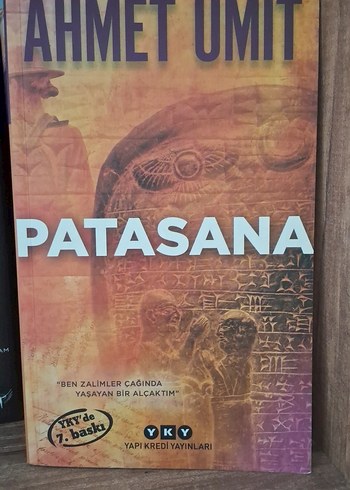 AHMET ÜMİT
PATASANA
"BEN ZALİMLER ÇAĞINDA
YAŞAYAN BİR ALÇAKTIM"
YKY'de
7. baskı
YKY
YAPI KREDİ YAYINLARI